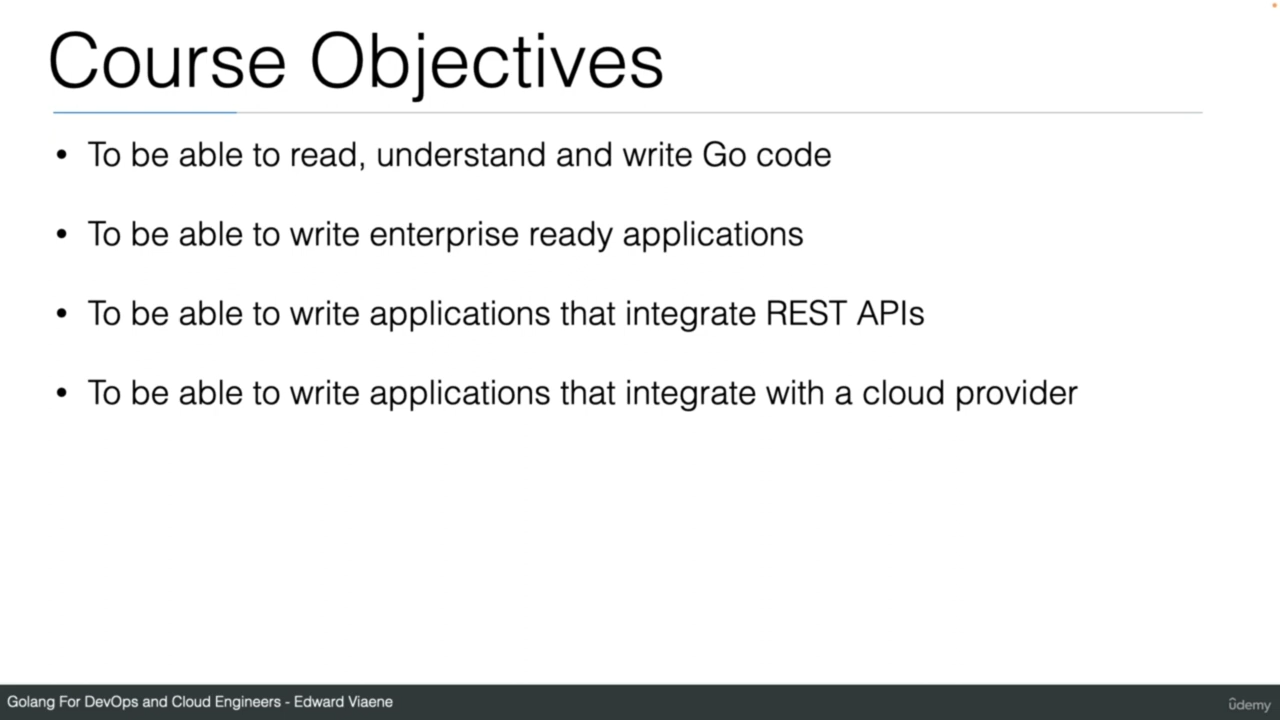 Course Objectives
• To be able to read, understand and write Go code
• To be able to write enterprise ready applications
• To be able to write applications that integrate REST APIs
• To be able to write applications that integrate with a cloud provider
Golang For DevOps and Cloud Engineers - Edward Viaene
ûdemy